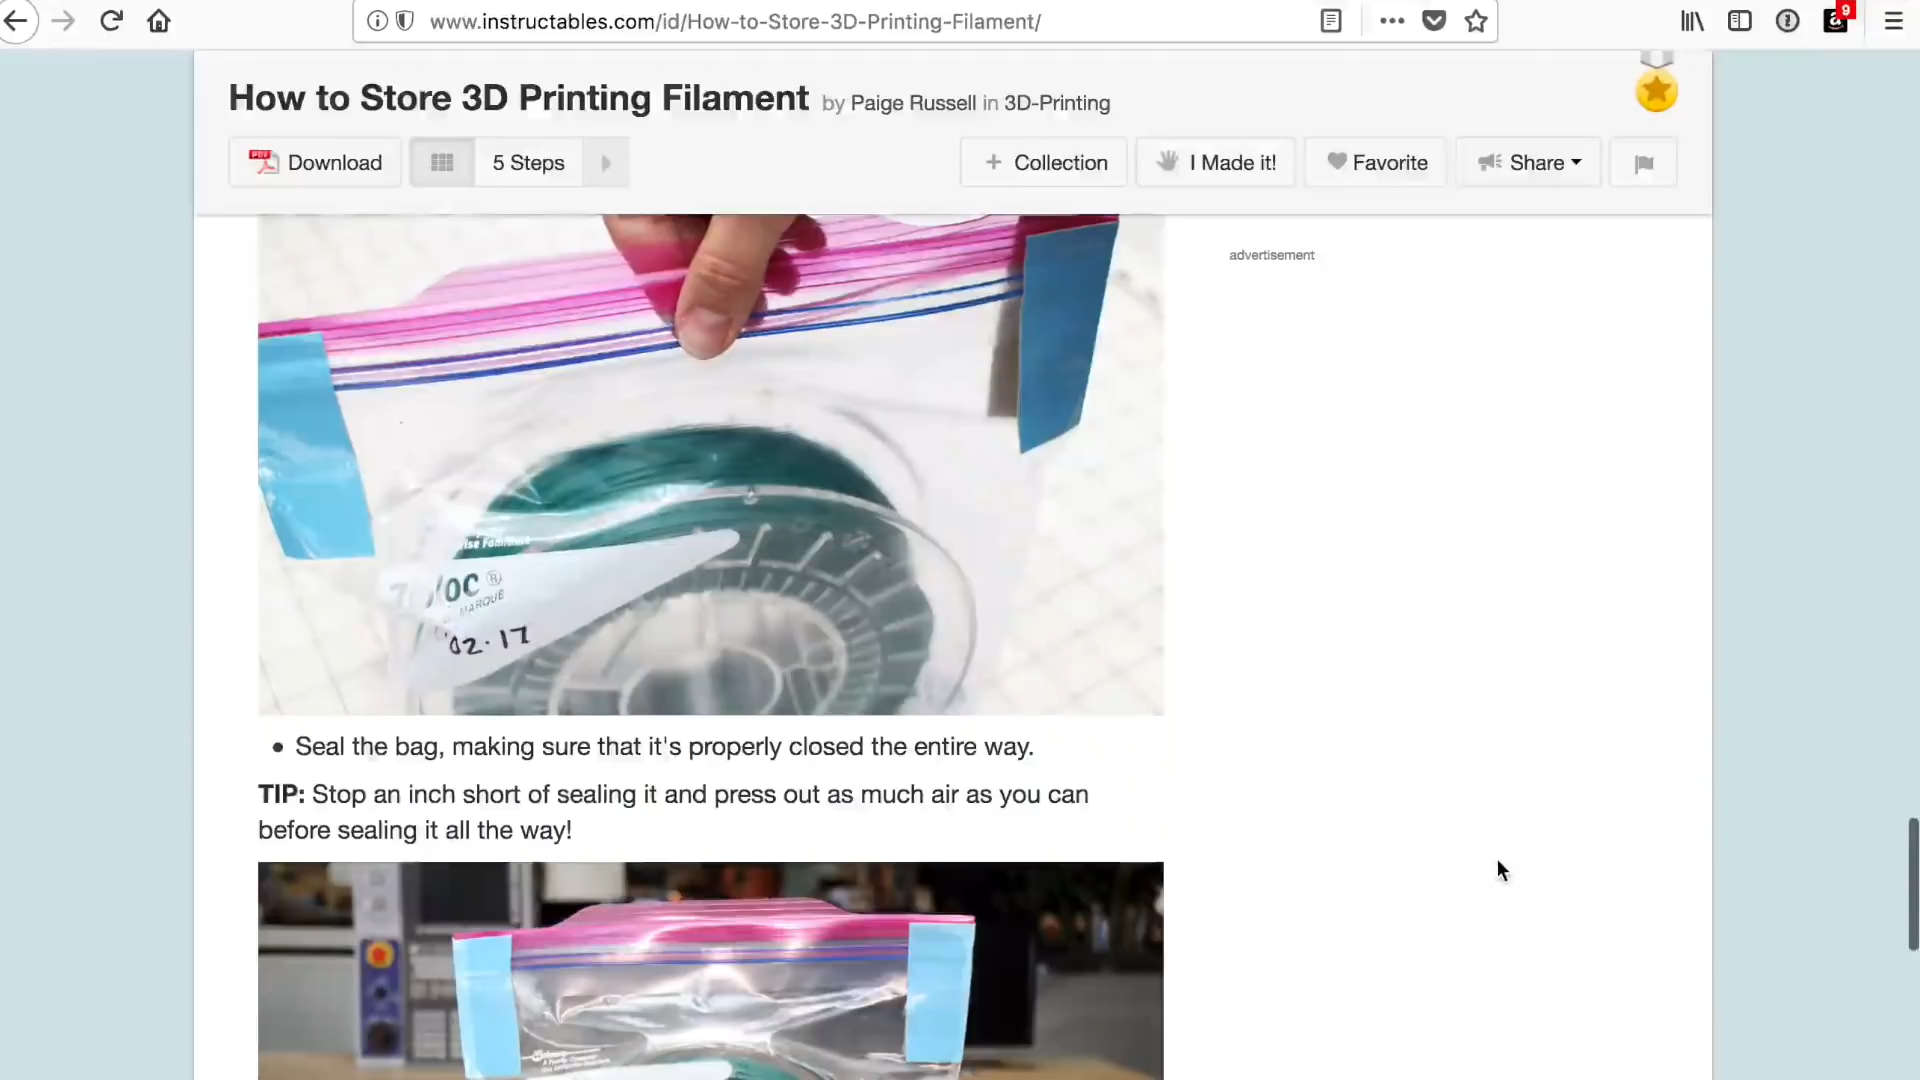 www.instructables.com/id/How-to-Store-3D-Printing-Filament/
9
How to Store 3D Printing Filament by Paige Russell in 3D-Printing
PDF Download
5 Steps
+ Collection
I Made it!
Favorite
Share
advertisement
®
MARQUE
02.17
• Seal the bag, making sure that it's properly closed the entire way.
TIP: Stop an inch short of sealing it and press out as much air as you can
before sealing it all the way!